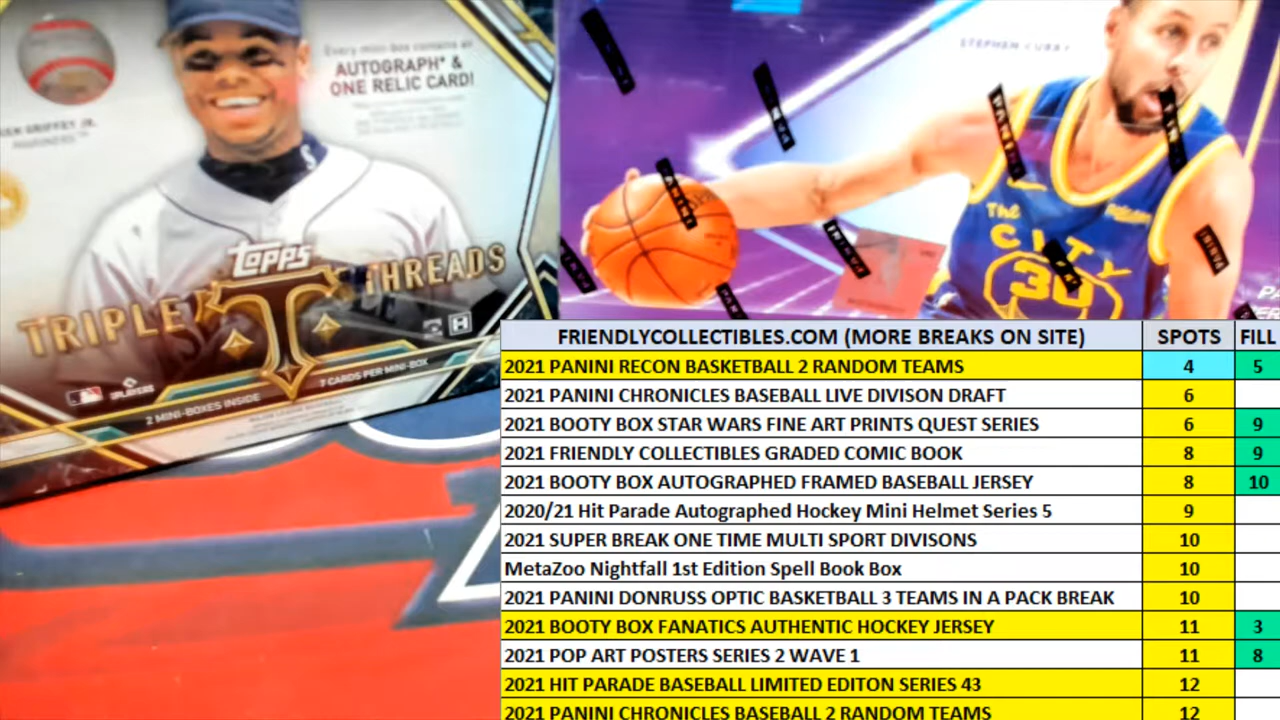 Every mini-box contains an
AUTOGRAPH* &
ONE RELIC CARD!
KEN GRIFFEY JR.
MARINERS™
topps
TRIPLE THREADS
T
MLB
PLAYERS
7 CARDS PER MINI-BOX
2 MINI-BOXES INSIDE
STEPHEN CURRY
PANINI
PANINI
PANINI
The
CITY
30
FRIENDLYCOLLECTIBLES.COM (MORE BREAKS ON SITE) SPOTS FILL
2021 PANINI RECON BASKETBALL 2 RANDOM TEAMS 4 5
2021 PANINI CHRONICLES BASEBALL LIVE DIVISON DRAFT 6
2021 BOOTY BOX STAR WARS FINE ART PRINTS QUEST SERIES 6 9
2021 FRIENDLY COLLECTIBLES GRADED COMIC BOOK 8 9
2021 BOOTY BOX AUTOGRAPHED FRAMED BASEBALL JERSEY 8 10
2020/21 Hit Parade Autographed Hockey Mini Helmet Series 5 9
2021 SUPER BREAK ONE TIME MULTI SPORT DIVISONS 10
MetaZoo Nightfall 1st Edition Spell Book Box 10
2021 PANINI DONRUSS OPTIC BASKETBALL 3 TEAMS IN A PACK BREAK 10
2021 BOOTY BOX FANATICS AUTHENTIC HOCKEY JERSEY 11 3
2021 POP ART POSTERS SERIES 2 WAVE 1 11 8
2021 HIT PARADE BASEBALL LIMITED EDITON SERIES 43 12
2021 PANINI CHRONICLES BASEBALL 2 RANDOM TEAMS 12